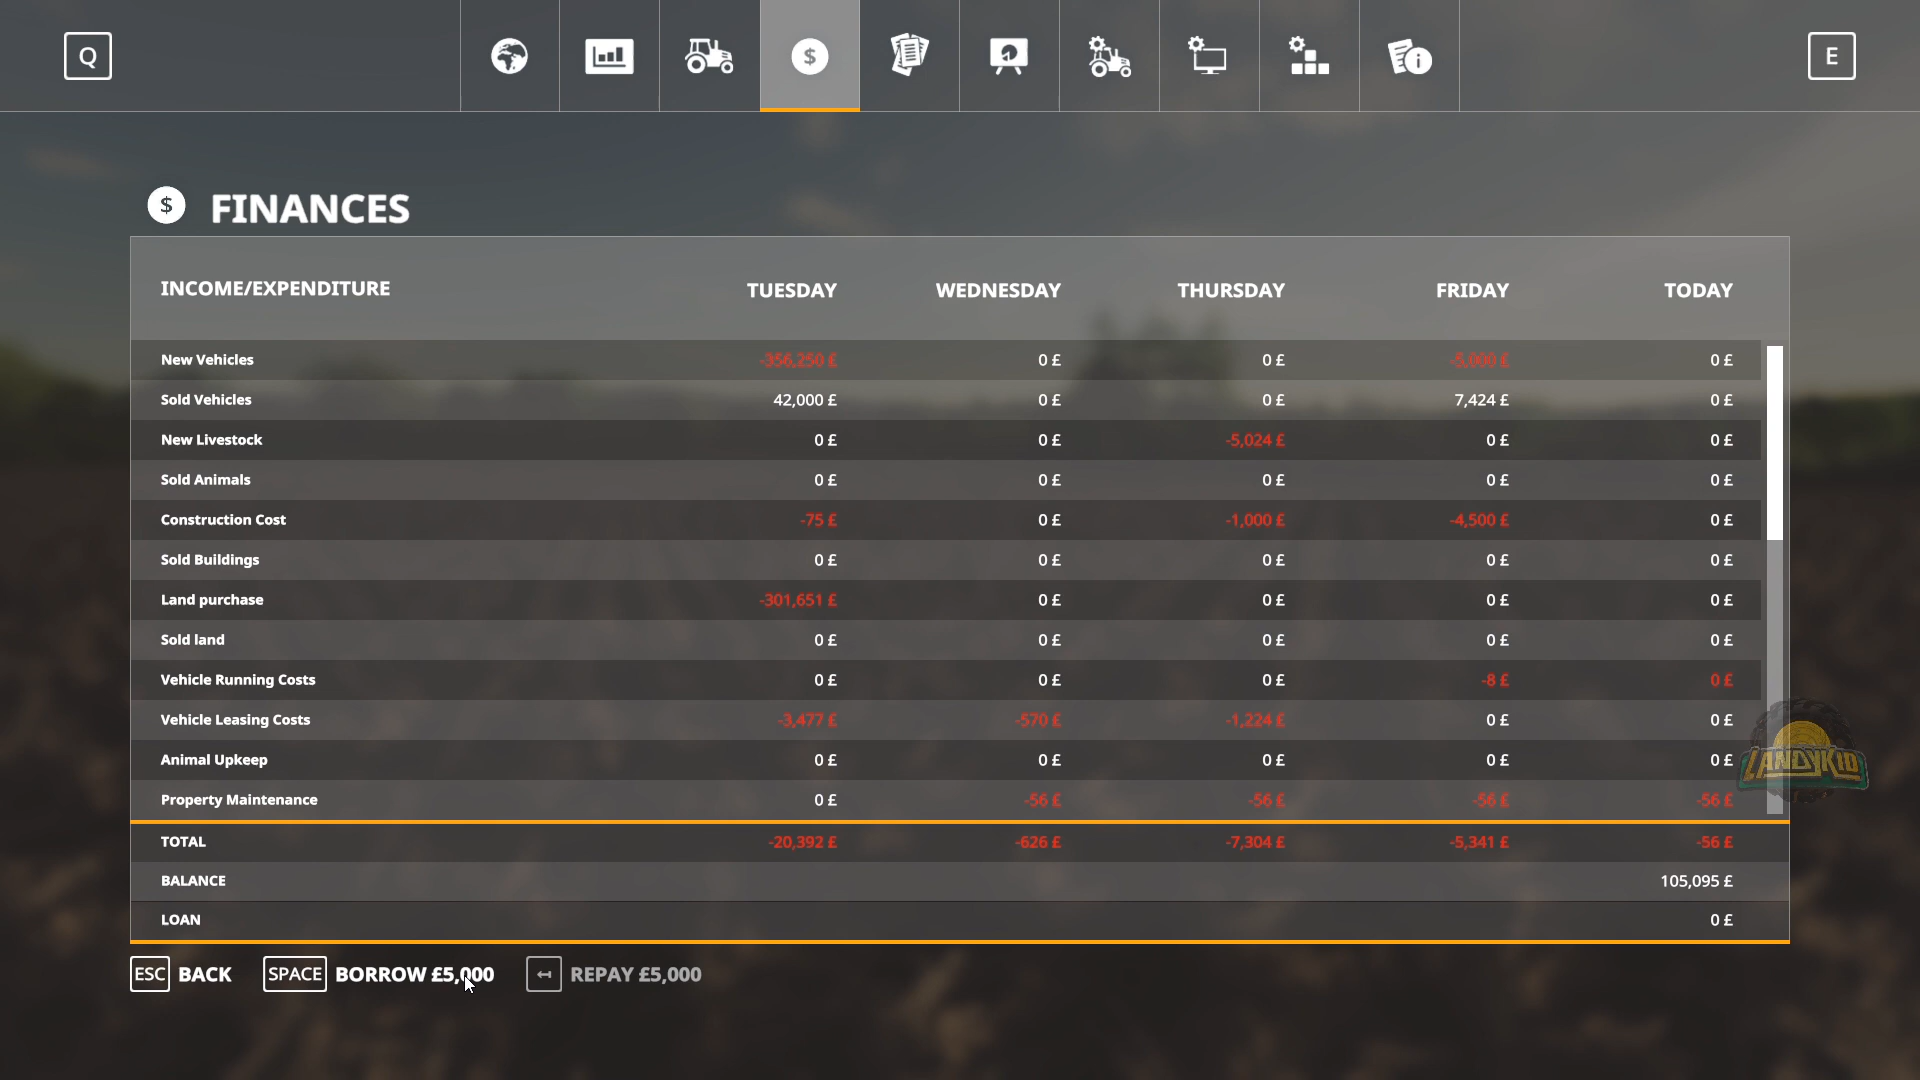 Q
$
i
E
$ FINANCES
INCOME/EXPENDITURE TUESDAY WEDNESDAY THURSDAY FRIDAY TODAY
New Vehicles -356,250 £ 0 £ 0 £ -5,000 £ 0 £
Sold Vehicles 42,000 £ 0 £ 0 £ 7,424 £ 0 £
New Livestock 0 £ 0 £ -5,024 £ 0 £ 0 £
Sold Animals 0 £ 0 £ 0 £ 0 £ 0 £
Construction Cost -75 £ 0 £ -1,000 £ -4,500 £ 0 £
Sold Buildings 0 £ 0 £ 0 £ 0 £ 0 £
Land purchase -301,651 £ 0 £ 0 £ 0 £ 0 £
Sold land 0 £ 0 £ 0 £ 0 £ 0 £
Vehicle Running Costs 0 £ 0 £ 0 £ -8 £ 0 £
Vehicle Leasing Costs -3,477 £ -570 £ -1,224 £ 0 £ 0 £
Animal Upkeep 0 £ 0 £ 0 £ 0 £ 0 £
LANDYKID
Property Maintenance 0 £ -56 £ -56 £ -56 £ -56 £
TOTAL -20,392 £ -626 £ -7,304 £ -5,341 £ -56 £
BALANCE 105,095 £
LOAN 0 £
ESC BACK SPACE BORROW £5,000 REPAY £5,000